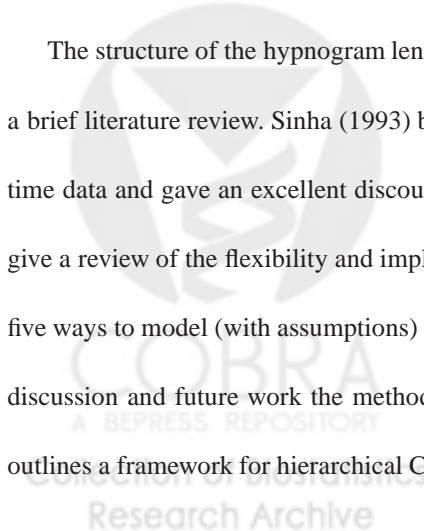 The structure of the hypnogram len
a brief literature review. Sinha (1993) b
time data and gave an excellent discou
give a review of the flexibility and impl
five ways to model (with assumptions)
COBRA
discussion and future work the method
A BEPRESS REPOSITORY
outlines a framework for hierarchical C
Collection of Biostatistics
Research Archive